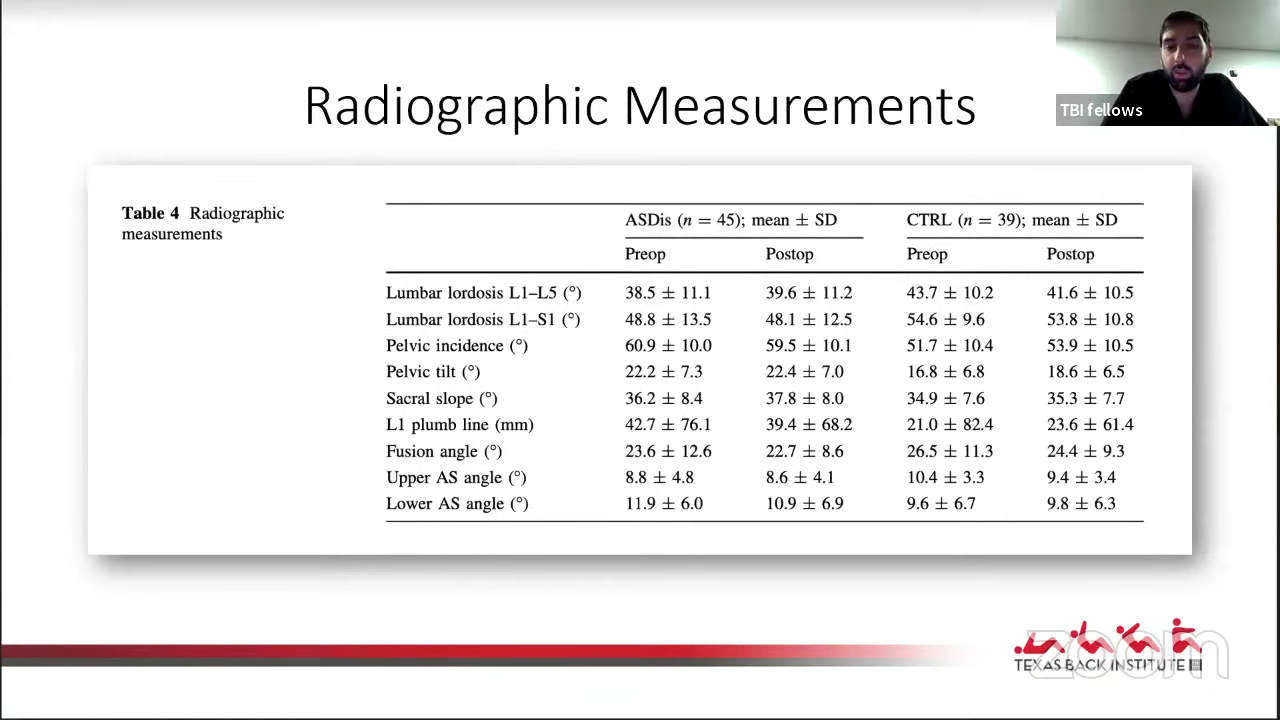 Radiographic Measurements
TBI fellows
Table 4 Radiographic
measurements
ASDis (n = 45); mean ± SD CTRL (n = 39); mean ± SD
Preop Postop Preop Postop
Lumbar lordosis L1–L5 (°) 38.5 ± 11.1 39.6 ± 11.2 43.7 ± 10.2 41.6 ± 10.5
Lumbar lordosis L1–S1 (°) 48.8 ± 13.5 48.1 ± 12.5 54.6 ± 9.6 53.8 ± 10.8
Pelvic incidence (°) 60.9 ± 10.0 59.5 ± 10.1 51.7 ± 10.4 53.9 ± 10.5
Pelvic tilt (°) 22.2 ± 7.3 22.4 ± 7.0 16.8 ± 6.8 18.6 ± 6.5
Sacral slope (°) 36.2 ± 8.4 37.8 ± 8.0 34.9 ± 7.6 35.3 ± 7.7
L1 plumb line (mm) 42.7 ± 76.1 39.4 ± 68.2 21.0 ± 82.4 23.6 ± 61.4
Fusion angle (°) 23.6 ± 12.6 22.7 ± 8.6 26.5 ± 11.3 24.4 ± 9.3
Upper AS angle (°) 8.8 ± 4.8 8.6 ± 4.1 10.4 ± 3.3 9.4 ± 3.4
Lower AS angle (°) 11.9 ± 6.0 10.9 ± 6.9 9.6 ± 6.7 9.8 ± 6.3
zoom
TEXAS BACK INSTITUTE